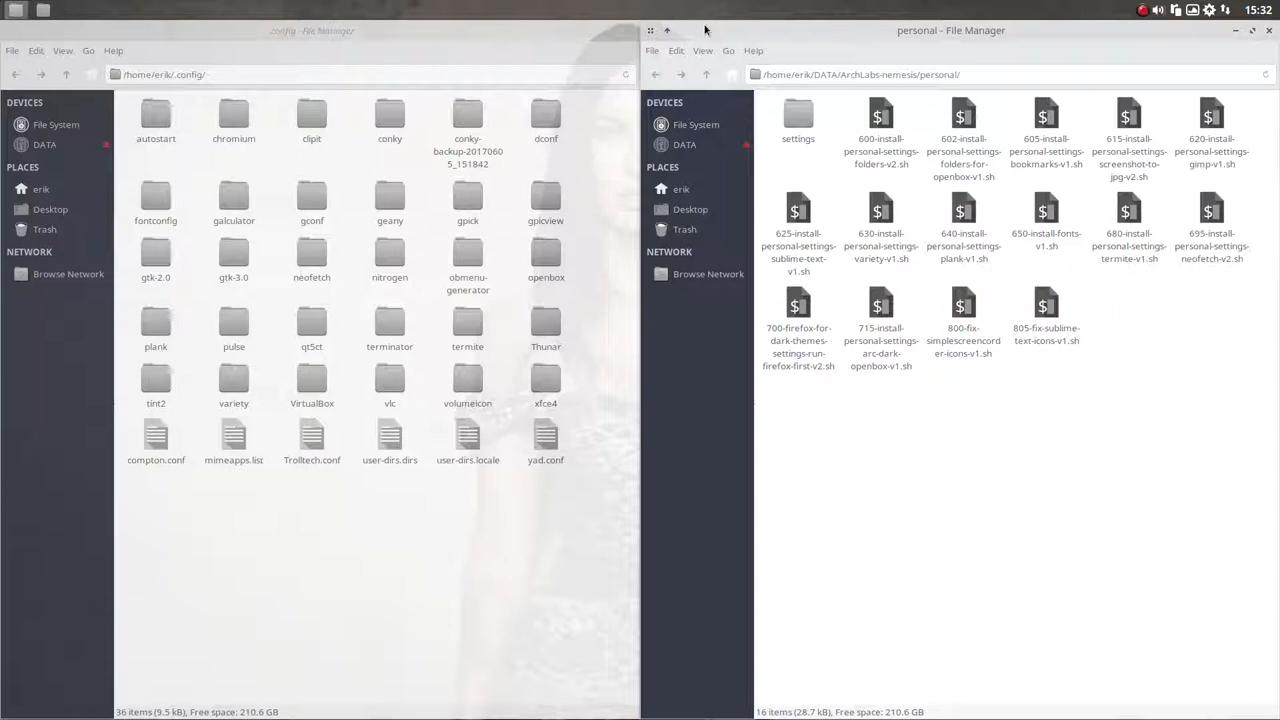 15:32
.config - File Manager
File Edit View Go Help
/home/erik/.config/
DEVICES
File System
DATA
PLACES
erik
Desktop
Trash
NETWORK
Browse Network
autostart
chromium
clipit
conky
conky-
backup-2017060
5_151842
dconf
fontconfig
galculator
gconf
geany
gpick
gpicview
gtk-2.0
gtk-3.0
neofetch
nitrogen
obmenu-
generator
openbox
plank
pulse
qt5ct
terminator
termite
Thunar
tint2
variety
VirtualBox
vlc
volumeicon
xfce4
compton.conf
mimeapps.list
Trolltech.conf
user-dirs.dirs
user-dirs.locale
yad.conf
36 items (9.5 kB), Free space: 210.6 GB
personal - File Manager
File Edit View Go Help
/home/erik/DATA/ArchLabs-nemesis/personal/
DEVICES
File System
DATA
PLACES
erik
Desktop
Trash
NETWORK
Browse Network
settings
600-install-
personal-settings-
folders-v2.sh
602-install-
personal-settings-
folders-for-
openbox-v1.sh
605-install-
personal-settings-
bookmarks-v1.sh
615-install-
personal-settings-
screenshot-to-
jpg-v2.sh
620-install-
personal-settings-
gimp-v1.sh
625-install-
personal-settings-
sublime-text-
v1.sh
630-install-
personal-settings-
variety-v1.sh
640-install-
personal-settings-
plank-v1.sh
650-install-fonts-
v1.sh
680-install-
personal-settings-
termite-v1.sh
695-install-
personal-settings-
neofetch-v2.sh
700-firefox-for-
dark-themes-
settings-run-
firefox-first-v2.sh
715-install-
personal-settings-
arc-dark-
openbox-v1.sh
800-fix-
simplescreenrecord
er-icons-v1.sh
805-fix-sublime-
text-icons-v1.sh
16 items (28.7 kB), Free space: 210.6 GB